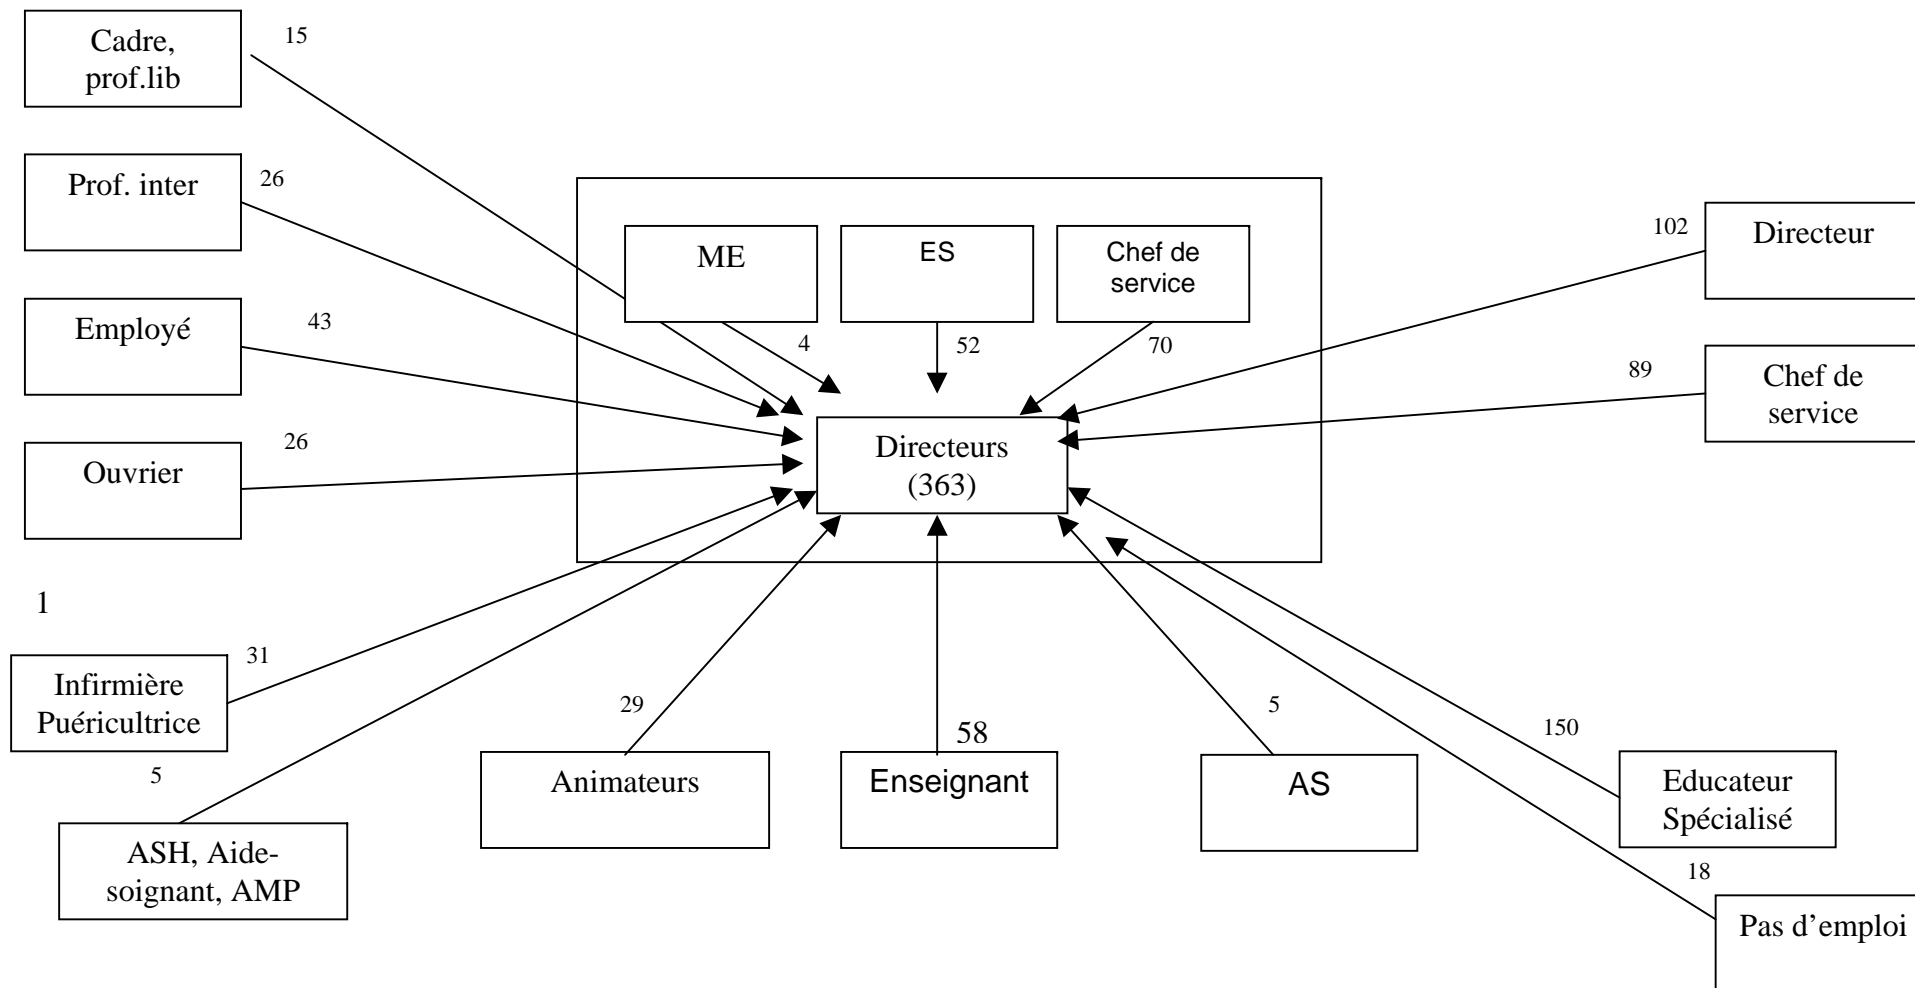 Cadre,
prof.lib
15
Prof. inter
26
ME
ES
Chef de
service
102
Directeur
Employé
43
4
52
70
89
Chef de
service
Ouvrier
26
Directeurs
(363)
1
Infirmière
Puéricultrice
31
5
29
58
5
150
ASH, Aide-
soignant, AMP
Animateurs
Enseignant
AS
Educateur
Spécialisé
18
Pas d’emploi